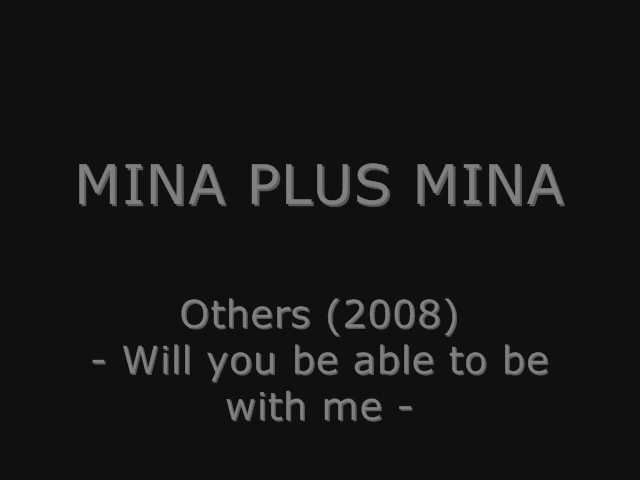 MINA PLUS MINA
Others (2008)
- Will you be able to be
with me -